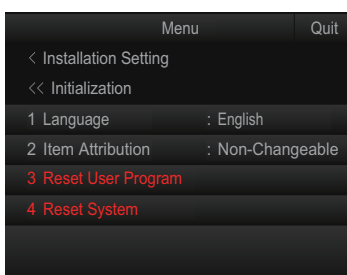 Menu Quit
< Installation Setting
<< Initialization
1 Language : English
2 Item Attribution : Non-Changeable
3 Reset User Program
4 Reset System